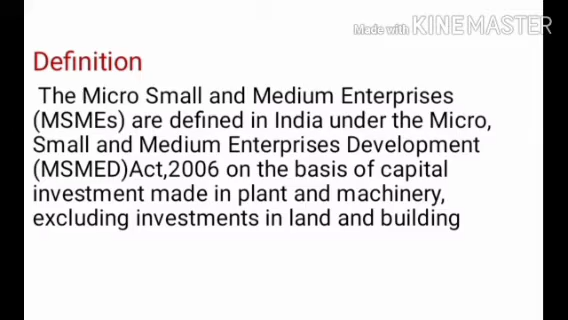 Made with KINEMASTER
Definition
The Micro Small and Medium Enterprises
(MSMEs) are defined in India under the Micro,
Small and Medium Enterprises Development
(MSMED)Act,2006 on the basis of capital
investment made in plant and machinery,
excluding investments in land and building